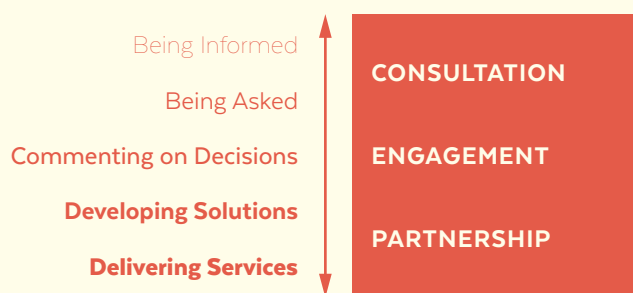 Being Informed
Being Asked
Commenting on Decisions
Developing Solutions
Delivering Services
CONSULTATION
ENGAGEMENT
PARTNERSHIP